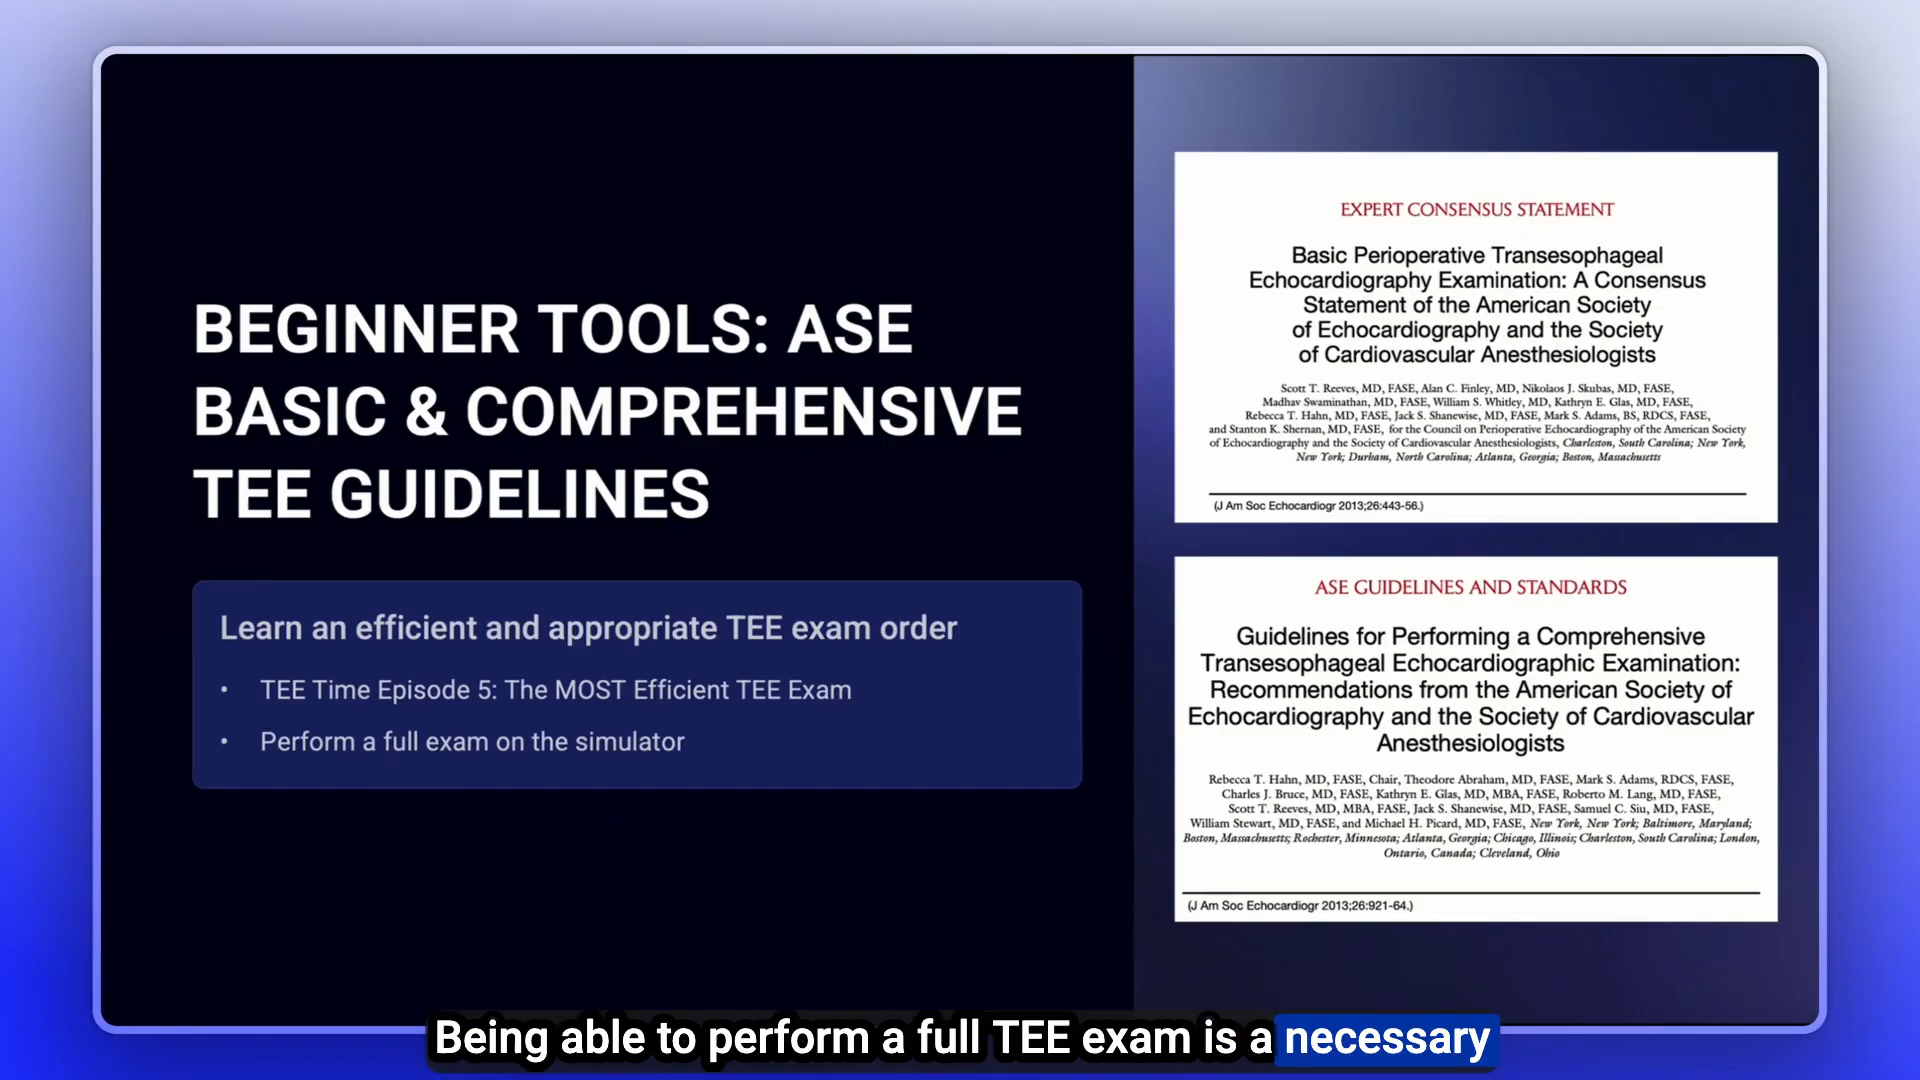 BEGINNER TOOLS: ASE
BASIC & COMPREHENSIVE
TEE GUIDELINES
Learn an efficient and appropriate TEE exam order
• TEE Time Episode 5: The MOST Efficient TEE Exam
• Perform a full exam on the simulator
EXPERT CONSENSUS STATEMENT
Basic Perioperative Transesophageal
Echocardiography Examination: A Consensus
Statement of the American Society
of Echocardiography and the Society
of Cardiovascular Anesthesiologists
Scott T. Reeves, MD, FASE, Alan C. Finley, MD, Nikolaos J. Skubas, MD, FASE,
Madhav Swaminathan, MD, FASE, William S. Whitley, MD, Kathryn E. Glas, MD, FASE,
Rebecca T. Hahn, MD, FASE, Jack S. Shanewise, MD, FASE, Mark S. Adams, BS, RDCS, FASE,
and Stanton K. Shernan, MD, FASE, for the Council on Perioperative Echocardiography of the American Society
of Echocardiography and the Society of Cardiovascular Anesthesiologists, Charleston, South Carolina; New York,
New York; Durham, North Carolina; Atlanta, Georgia; Boston, Massachusetts
(J Am Soc Echocardiogr 2013;26:443-56.)
ASE GUIDELINES AND STANDARDS
Guidelines for Performing a Comprehensive
Transesophageal Echocardiographic Examination:
Recommendations from the American Society of
Echocardiography and the Society of Cardiovascular
Anesthesiologists
Rebecca T. Hahn, MD, FASE, Chair, Theodore Abraham, MD, FASE, Mark S. Adams, RDCS, FASE,
Charles J. Bruce, MD, FASE, Kathryn E. Glas, MD, MBA, FASE, Roberto M. Lang, MD, FASE,
Scott T. Reeves, MD, MBA, FASE, Jack S. Shanewise, MD, FASE, Samuel C. Siu, MD, FASE,
William Stewart, MD, FASE, and Michael H. Picard, MD, FASE, New York, New York; Baltimore, Maryland;
Boston, Massachusetts; Rochester, Minnesota; Atlanta, Georgia; Chicago, Illinois; Charleston, South Carolina; London,
Ontario, Canada; Cleveland, Ohio
(J Am Soc Echocardiogr 2013;26:921-64.)
Being able to perform a full TEE exam is a necessary